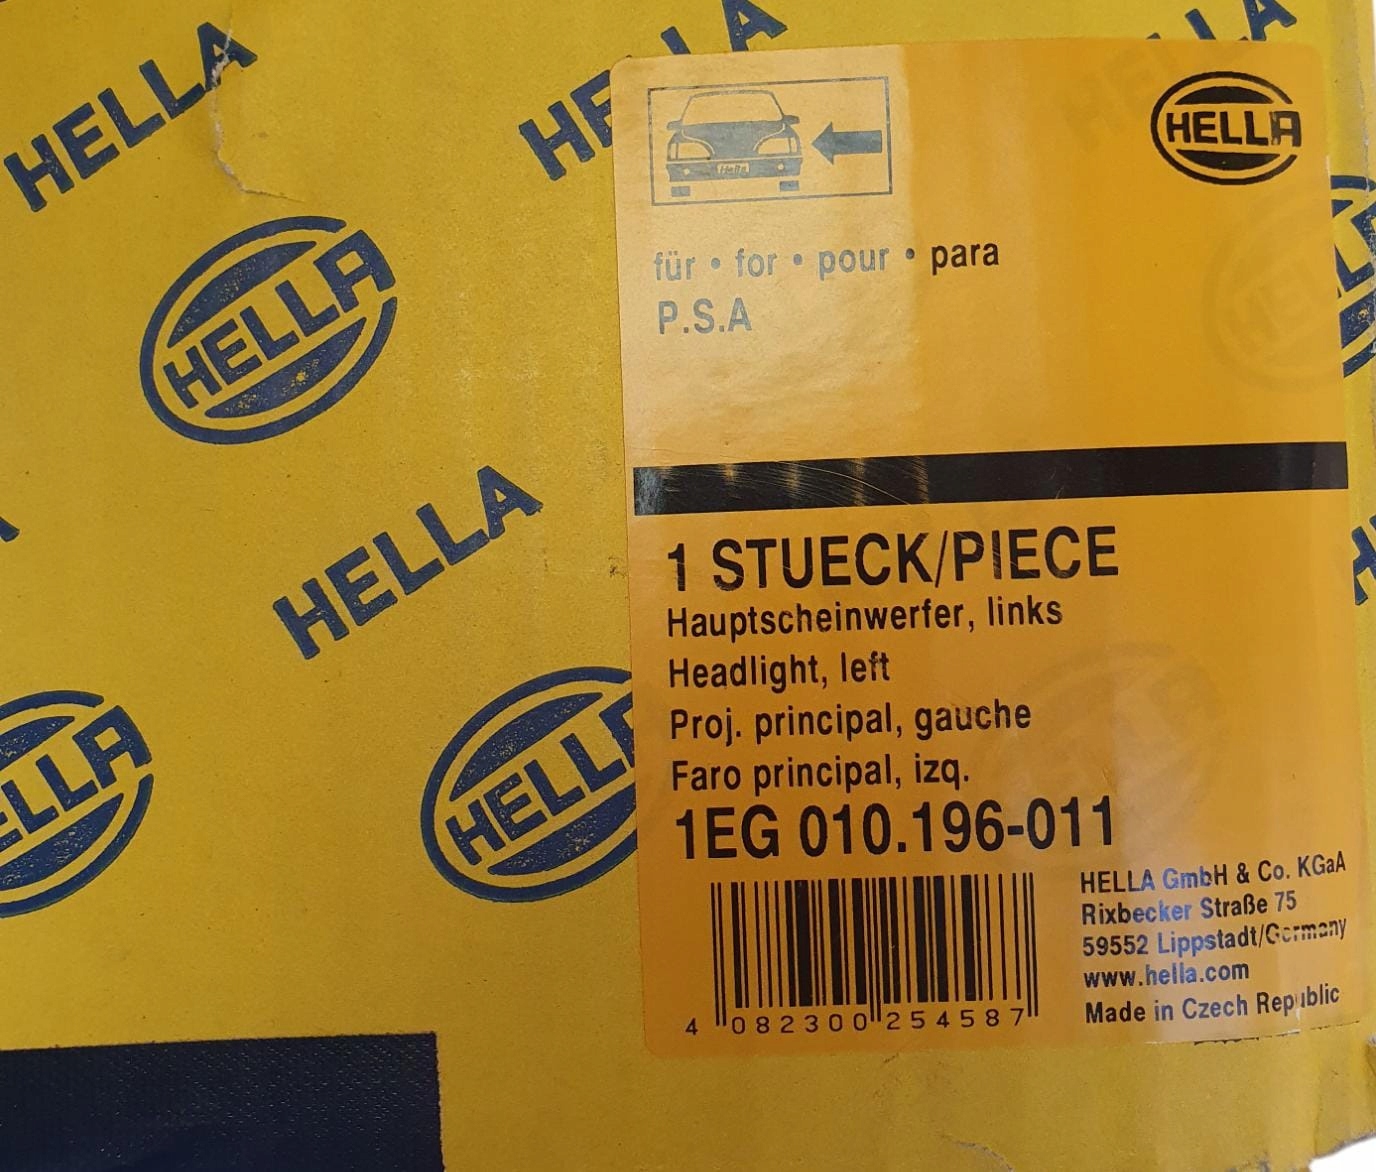 HELLA
HELLA
HELLA
HELLA
HELLA
HELLA
HELLA
HELLA
Hella
für • for • pour • para
P.S.A
1 STUECK/PIECE
Hauptscheinwerfer, links
Headlight, left
Proj. principal, gauche
Faro principal, izq.
1EG 010.196-011
HELLA GmbH & Co. KGaA
Rixbecker Straße 75
59552 Lippstadt/Germany
www.hella.com
Made in Czech Republic
4 082300 254587